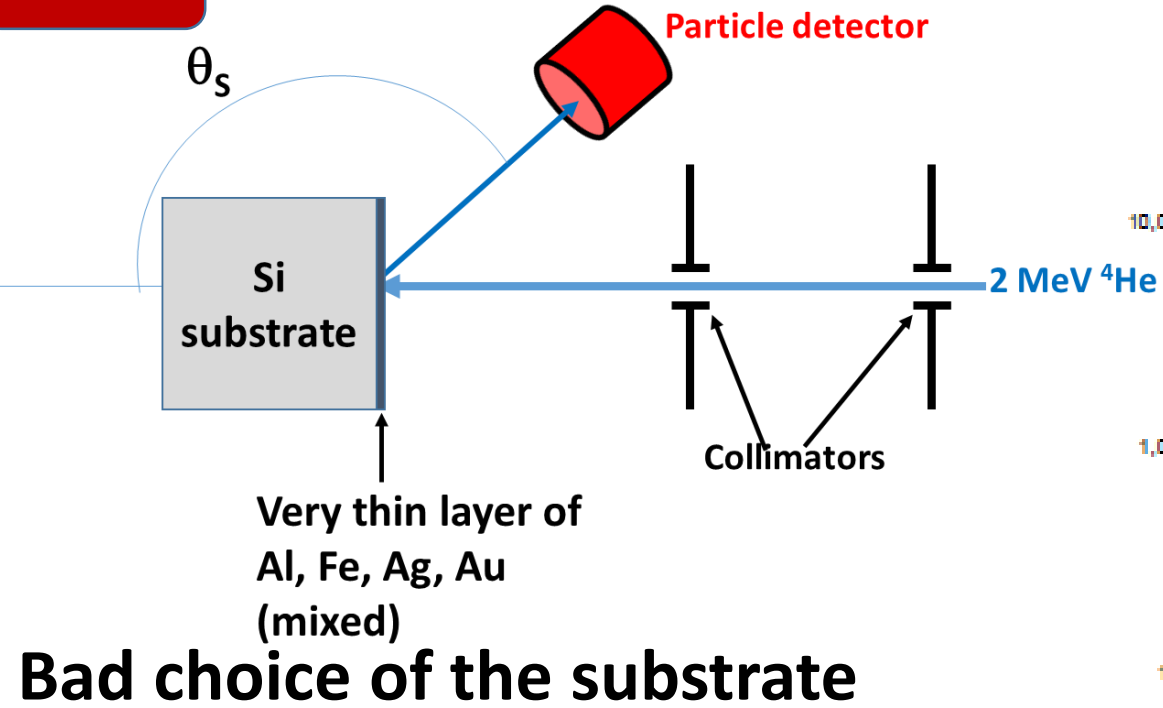 Particle detector
θs
Si
substrate
2 MeV ⁴He
Collimators
Very thin layer of
Al, Fe, Ag, Au
(mixed)
Bad choice of the substrate